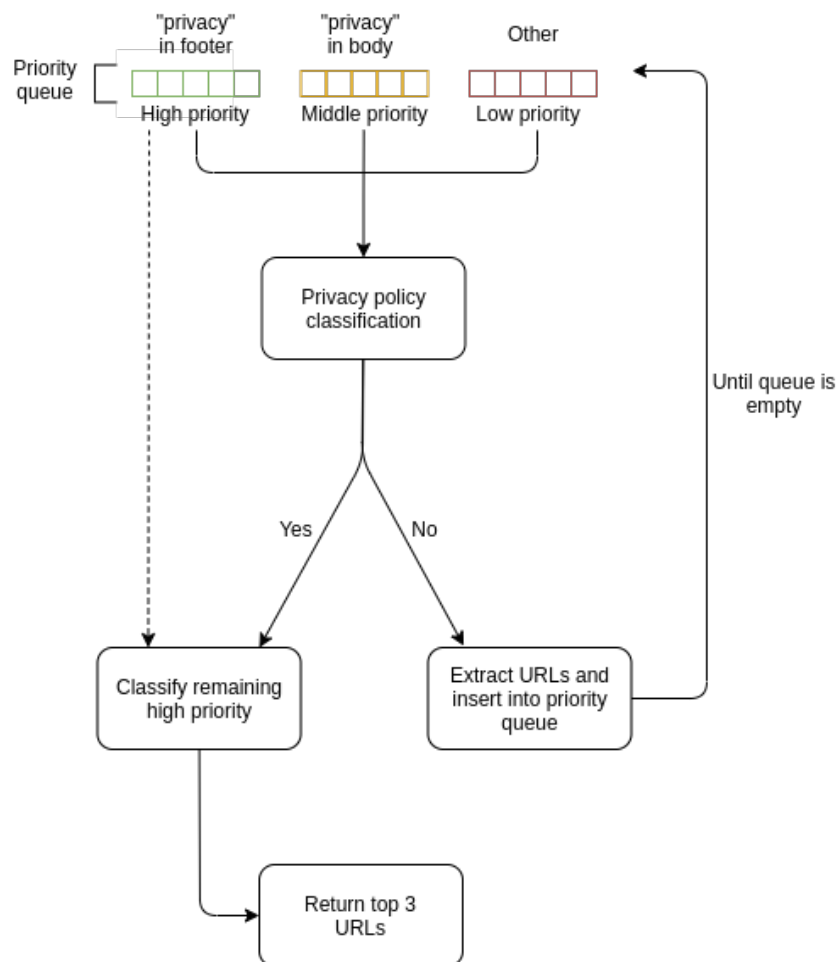 "privacy"
in footer
"privacy"
in body
Other
Priority
queue
High priority
Middle priority
Low priority
Privacy policy
classification
Until queue is
empty
Yes
No
Classify remaining
high priority
Extract URLs and
insert into priority
queue
Return top 3
URLs